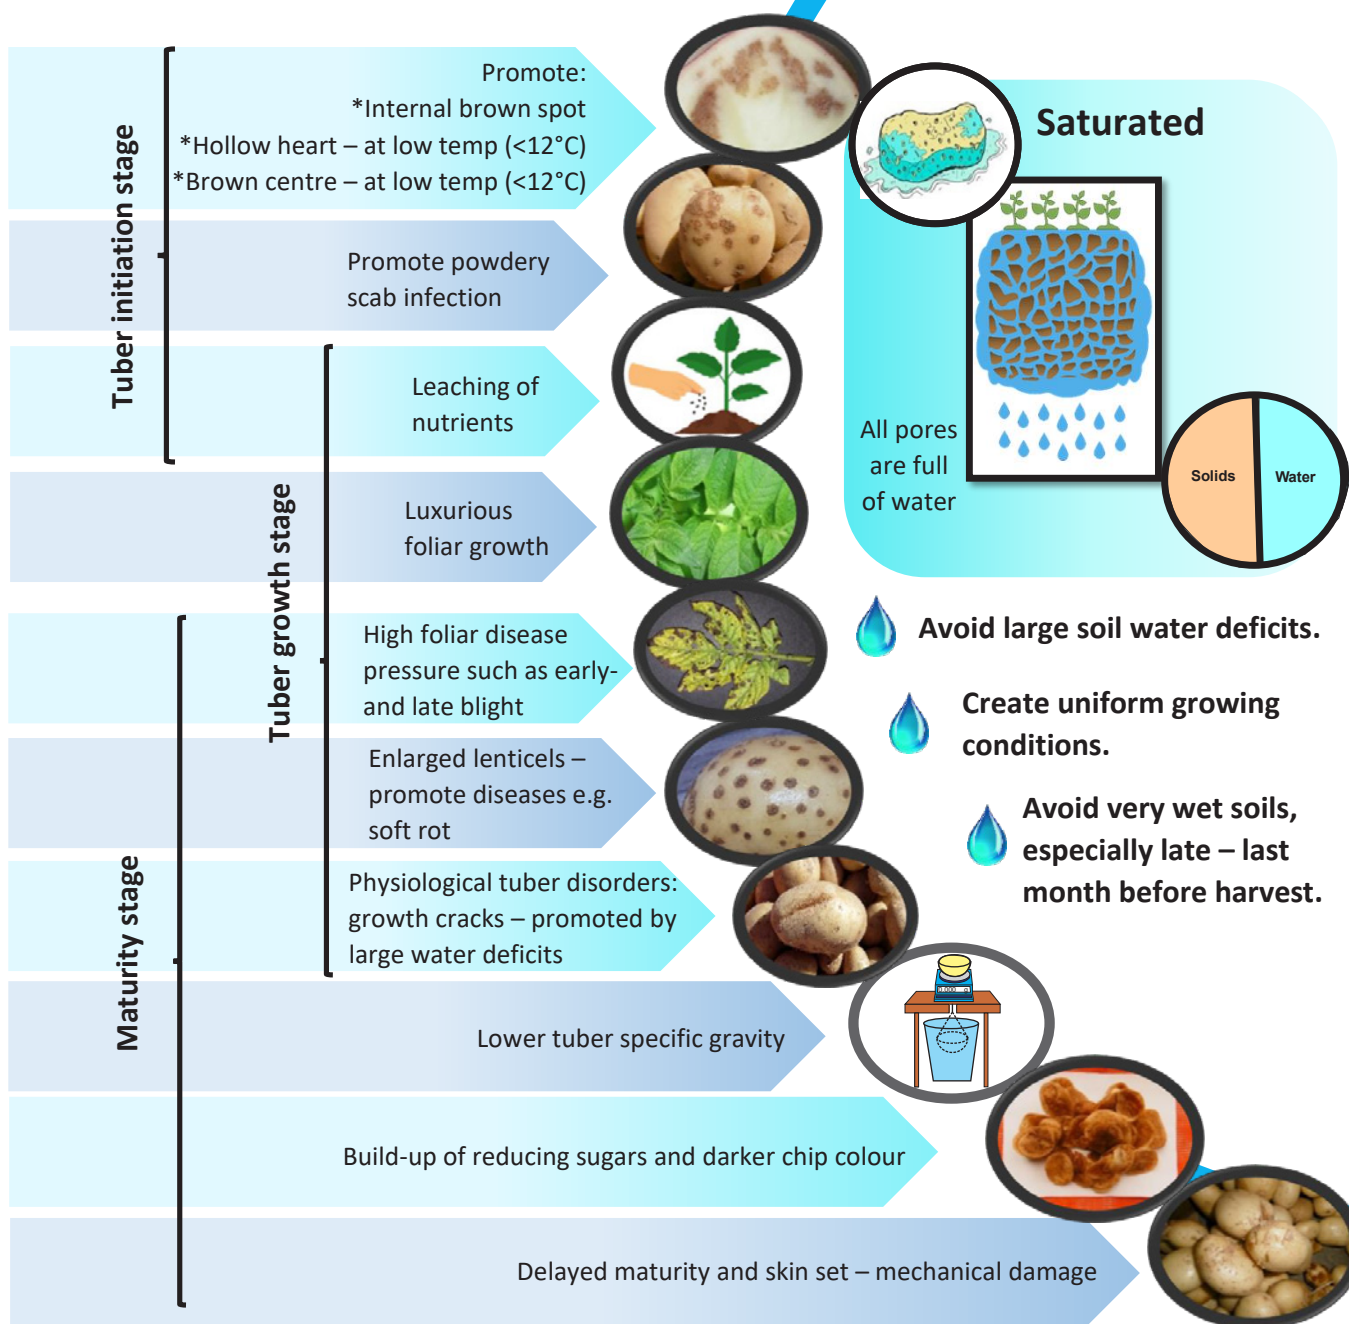 Tuber initiation stage
Promote:
*Internal brown spot
*Hollow heart – at low temp (<12°C)
*Brown centre – at low temp (<12°C)
Promote powdery
scab infection
Leaching of
nutrients
Tuber growth stage
Luxurious
foliar growth
High foliar disease
pressure such as early-
and late blight
Enlarged lenticels –
promote diseases e.g.
soft rot
Physiological tuber disorders:
growth cracks – promoted by
large water deficits
Maturity stage
Lower tuber specific gravity
Build-up of reducing sugars and darker chip colour
Delayed maturity and skin set – mechanical damage
Saturated
All pores
are full
of water
Solids
Water
Avoid large soil water deficits.
Create uniform growing
conditions.
Avoid very wet soils,
especially late – last
month before harvest.